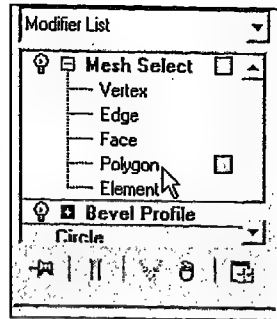 Modifier List
Mesh Select
Vertex
Edge
Face
Polygon
Element
Bevel Profile
Circle